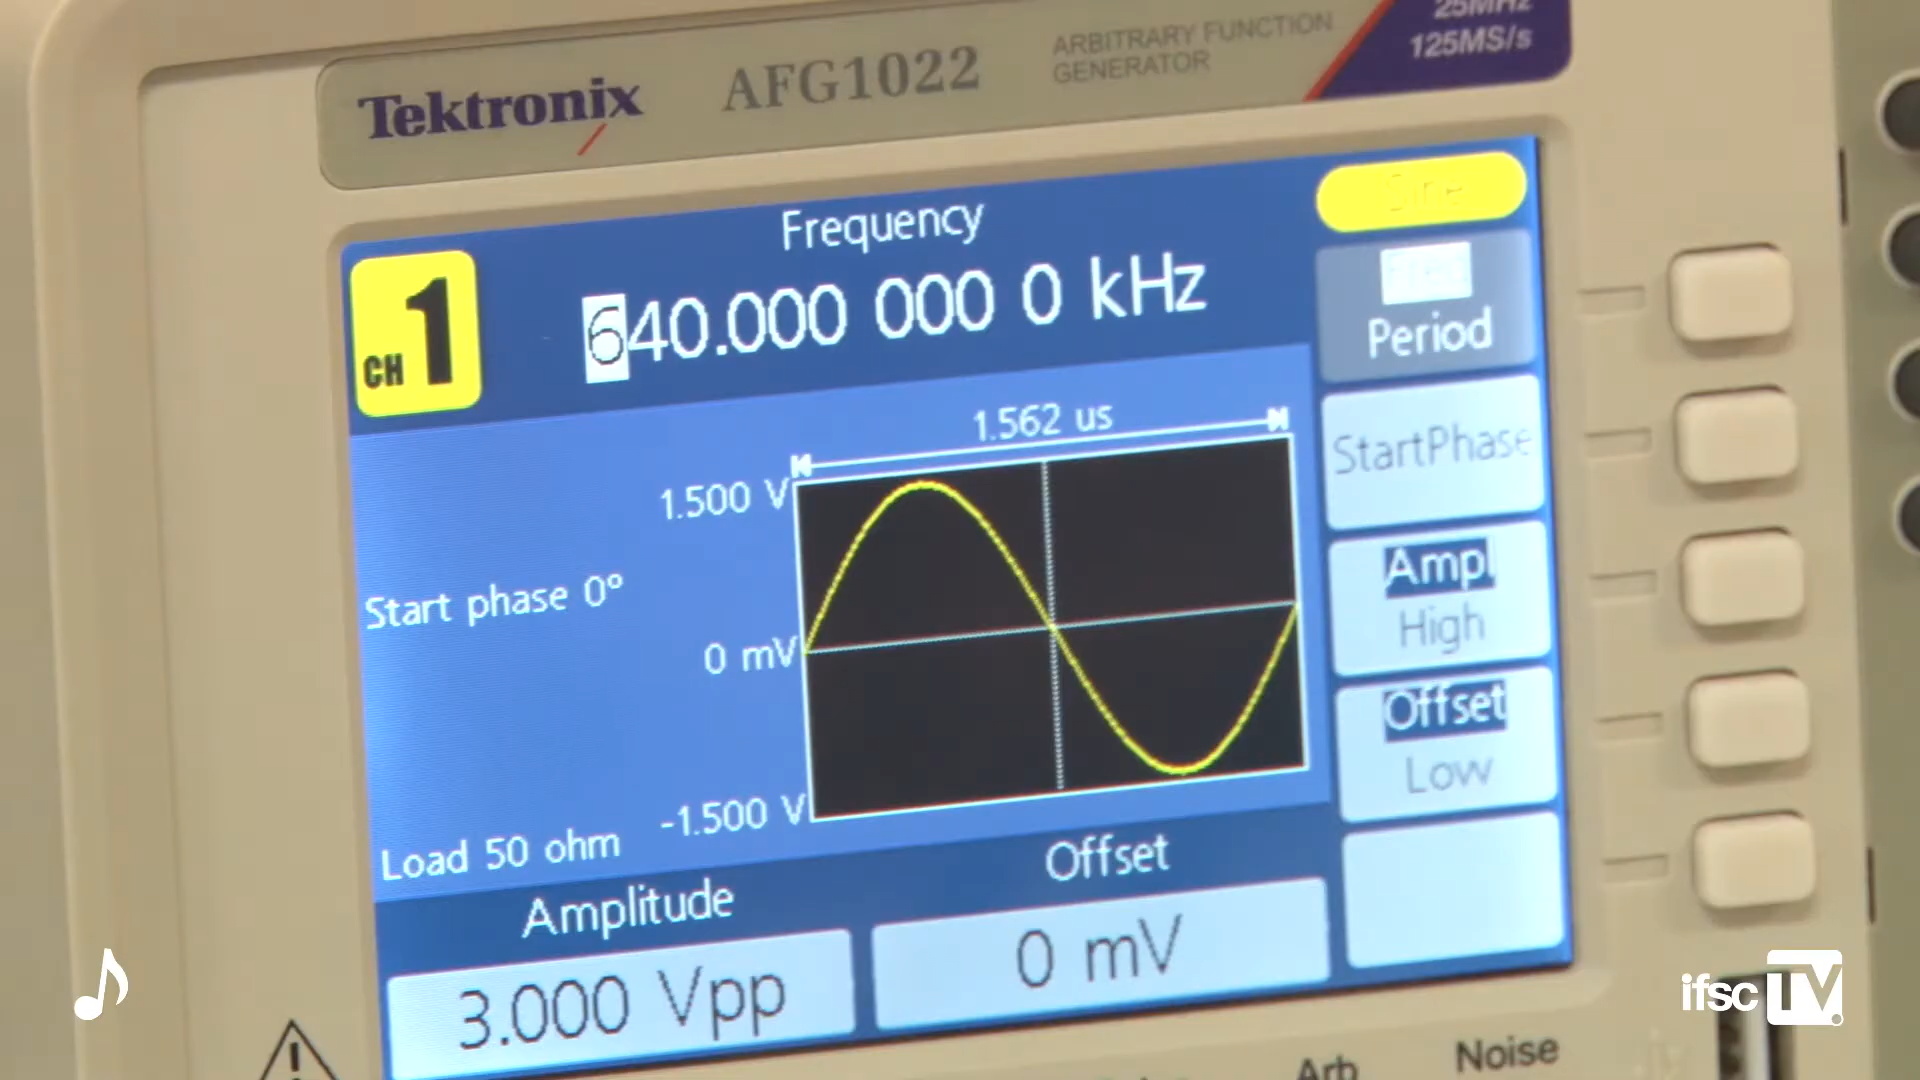 Tektronix AFG1022 ARBITRARY FUNCTION GENERATOR
25MHz
125MS/s
Sine
CH 1
Frequency
640.000 000 0 kHz
Period
1.562 us
StartPhase
1.500 V
Ampl
High
Start phase 0°
0 mV
Offset
Low
-1.500 V
Load 50 ohm
Amplitude
Offset
3.000 Vpp
0 mV
Arb
Noise
ifsc TV